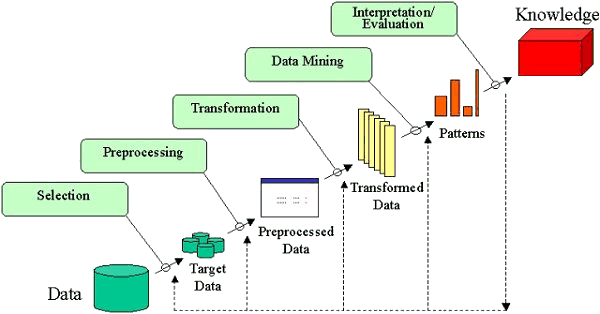 Interpretation/
Evaluation
Knowledge
Data Mining
Transformation
Patterns
Preprocessing
Transformed
Data
Selection
Preprocessed
Data
Target
Data
Data